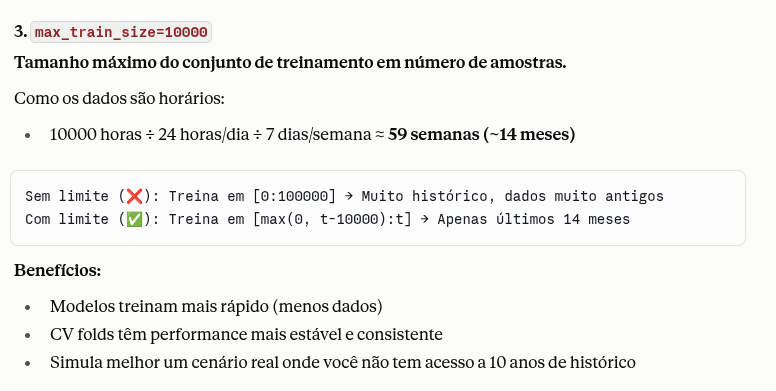 3. max_train_size=10000
Tamanho máximo do conjunto de treinamento em número de amostras.
Como os dados são horários:
• 10000 horas ÷ 24 horas/dia ÷ 7 dias/semana ≈ 59 semanas (~14 meses)
Sem limite (❌): Treina em [0:100000] → Muito histórico, dados muito antigos
Com limite (✅): Treina em [max(0, t-10000):t] → Apenas últimos 14 meses
Benefícios:
• Modelos treinam mais rápido (menos dados)
• CV folds têm performance mais estável e consistente
• Simula melhor um cenário real onde você não tem acesso a 10 anos de histórico